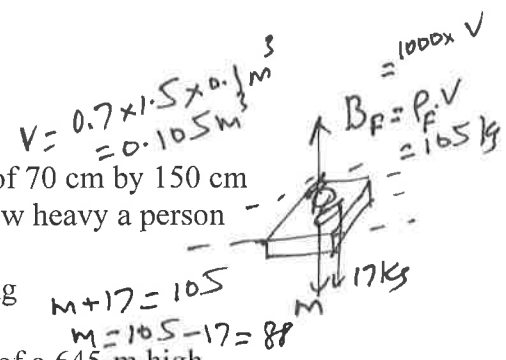 V = 0.7 x 1.5 x 0.1 m³
= 0.105 m³
= 1000 x V
B_F = ρ_F . V
= 105 kg
of 70 cm by 150 cm
w heavy a person
17 kg
m
g
m + 17 = 105
m = 105 - 17 = 88
of a 645-m high